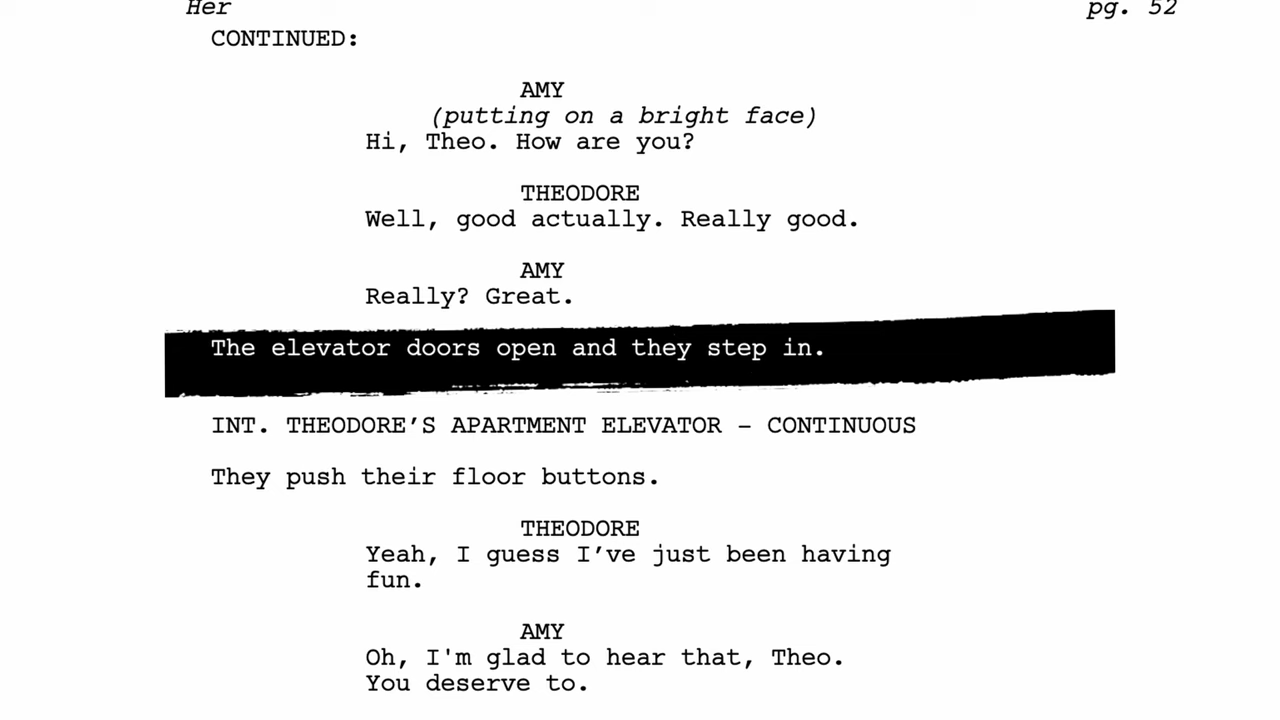 Her pg. 52
CONTINUED:
AMY
(putting on a bright face)
Hi, Theo. How are you?
THEODORE
Well, good actually. Really good.
AMY
Really? Great.
The elevator doors open and they step in.
INT. THEODORE’S APARTMENT ELEVATOR – CONTINUOUS
They push their floor buttons.
THEODORE
Yeah, I guess I’ve just been having
fun.
AMY
Oh, I'm glad to hear that, Theo.
You deserve to.